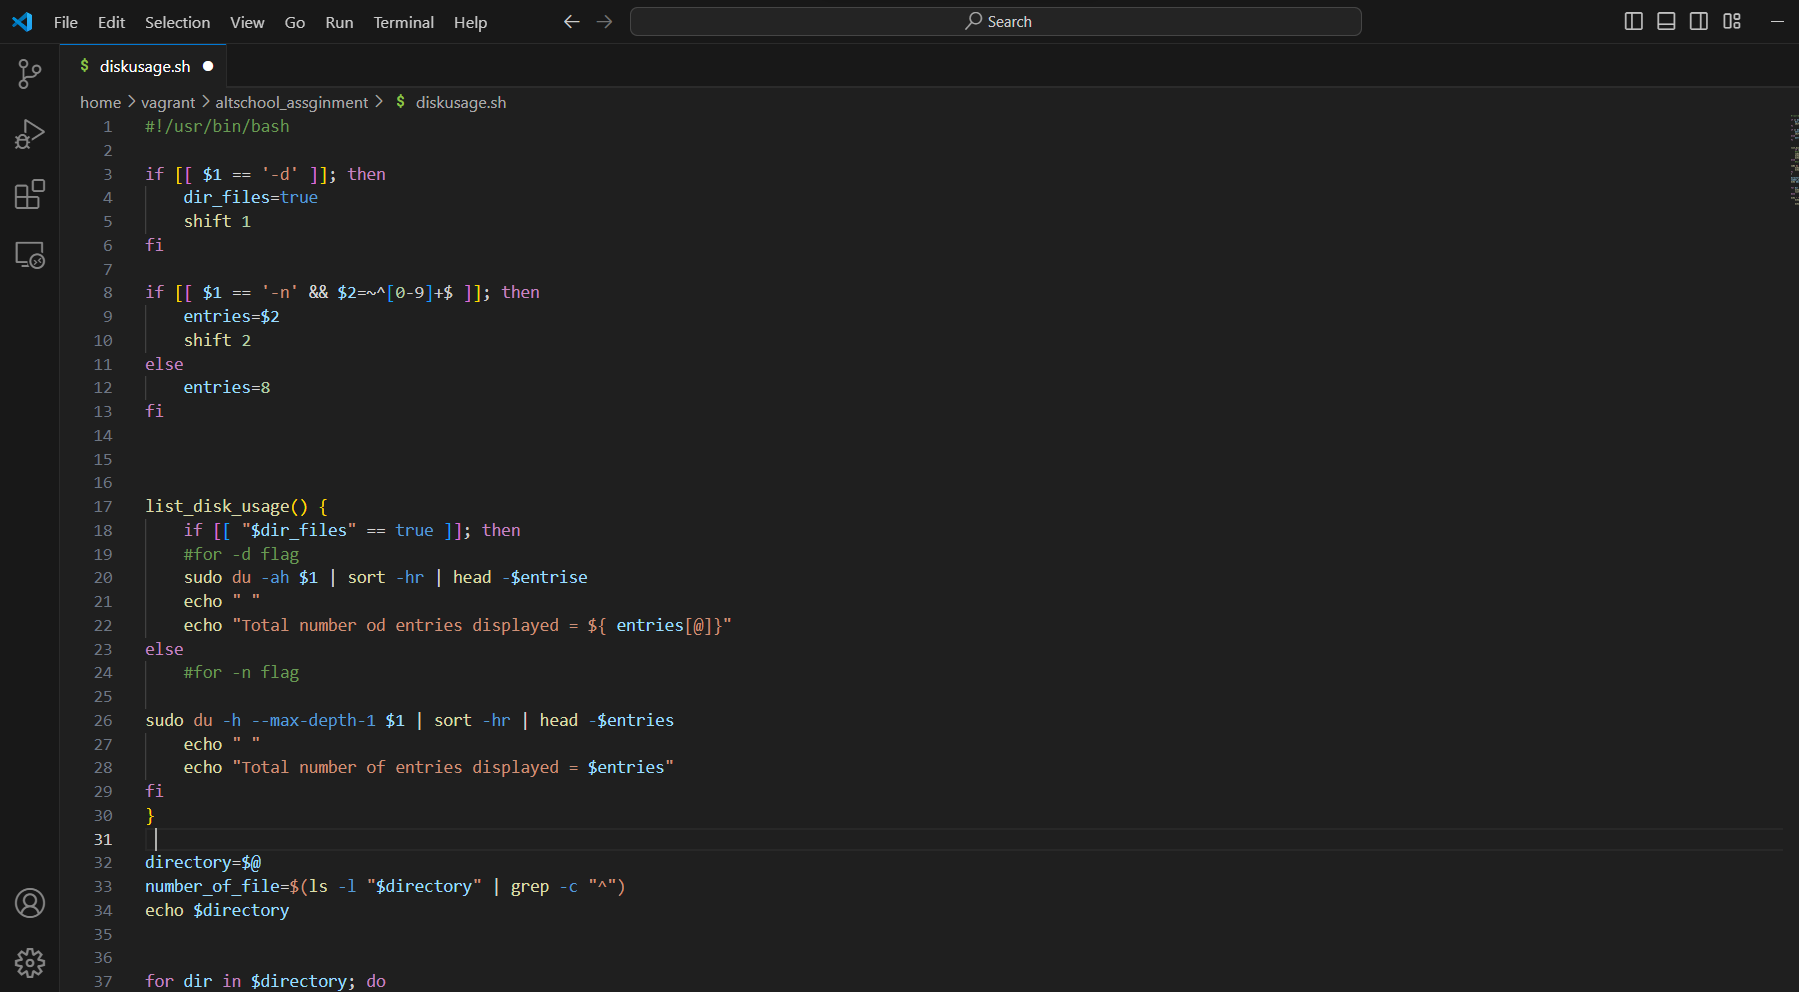 File Edit Selection View Go Run Terminal Help Search
$ diskusage.sh
home > vagrant > altschool_assginment > $ diskusage.sh
1 #!/usr/bin/bash
2
3 if [[ $1 == '-d' ]]; then
4     dir_files=true
5     shift 1
6 fi
7
8 if [[ $1 == '-n' && $2=~^[0-9]+$ ]]; then
9     entries=$2
10     shift 2
11 else
12     entries=8
13 fi
14
15
16
17 list_disk_usage() {
18     if [[ "$dir_files" == true ]]; then
19     #for -d flag
20     sudo du -ah $1 | sort -hr | head -$entrise
21     echo " "
22     echo "Total number od entries displayed = ${ entries[@]}"
23 else
24     #for -n flag
25
26 sudo du -h --max-depth-1 $1 | sort -hr | head -$entries
27     echo " "
28     echo "Total number of entries displayed = $entries"
29 fi
30 }
31
32 directory=$@
33 number_of_file=$(ls -l "$directory" | grep -c "^")
34 echo $directory
35
36
37 for dir in $directory; do